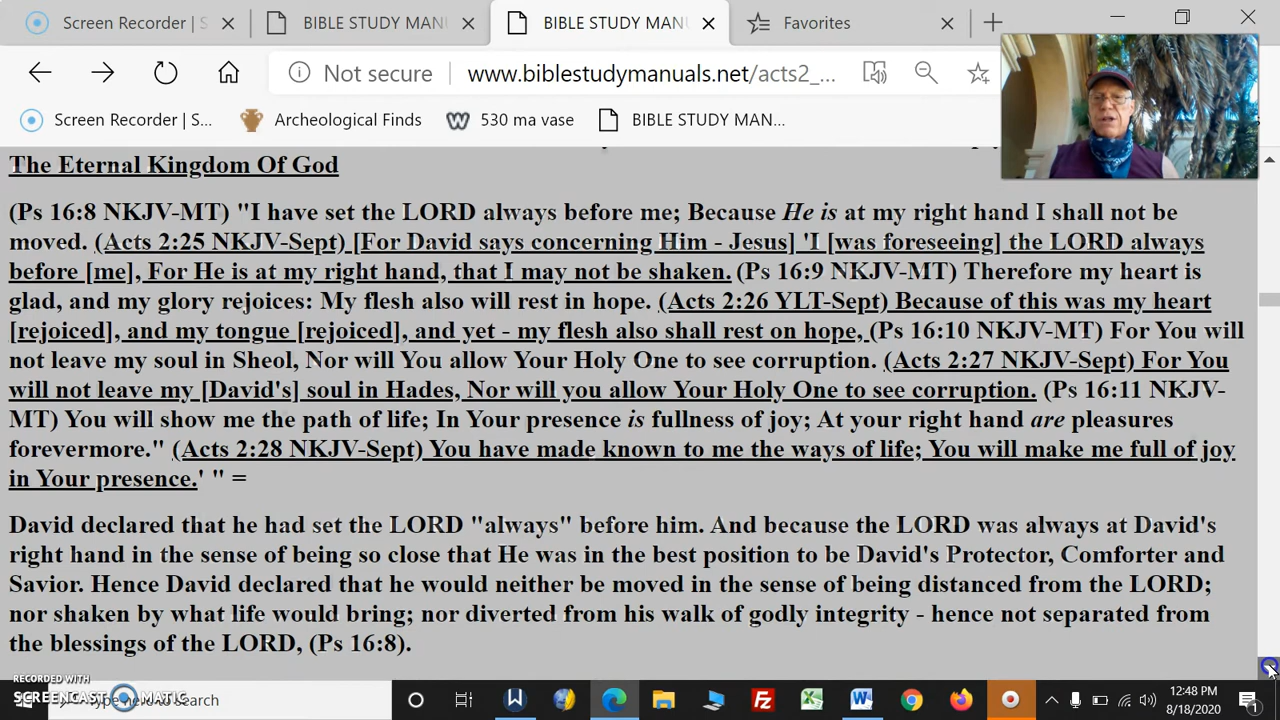 Screen Recorder | S
BIBLE STUDY MANU
BIBLE STUDY MANU
Favorites
Not secure
www.biblestudymanuals.net/acts2_...
Screen Recorder | S...
Archeological Finds
530 ma vase
BIBLE STUDY MAN...
The Eternal Kingdom Of God
(Ps 16:8 NKJV-MT) "I have set the LORD always before me; Because He is at my right hand I shall not be
moved. (Acts 2:25 NKJV-Sept) [For David says concerning Him - Jesus] 'I [was foreseeing] the LORD always
before [me], For He is at my right hand, that I may not be shaken. (Ps 16:9 NKJV-MT) Therefore my heart is
glad, and my glory rejoices: My flesh also will rest in hope. (Acts 2:26 YLT-Sept) Because of this was my heart
[rejoiced], and my tongue [rejoiced], and yet - my flesh also shall rest on hope, (Ps 16:10 NKJV-MT) For You will
not leave my soul in Sheol, Nor will You allow Your Holy One to see corruption. (Acts 2:27 NKJV-Sept) For You
will not leave my [David's] soul in Hades, Nor will you allow Your Holy One to see corruption. (Ps 16:11 NKJV-
MT) You will show me the path of life; In Your presence is fullness of joy; At your right hand are pleasures
forevermore." (Acts 2:28 NKJV-Sept) You have made known to me the ways of life; You will make me full of joy
in Your presence.' " =
David declared that he had set the LORD "always" before him. And because the LORD was always at David's
right hand in the sense of being so close that He was in the best position to be David's Protector, Comforter and
Savior. Hence David declared that he would neither be moved in the sense of being distanced from the LORD;
nor shaken by what life would bring; nor diverted from his walk of godly integrity - hence not separated from
the blessings of the LORD, (Ps 16:8).
RECORDED WITH
SCREENCAST MATIC
Type here to search
12:48 PM
8/18/2020
1